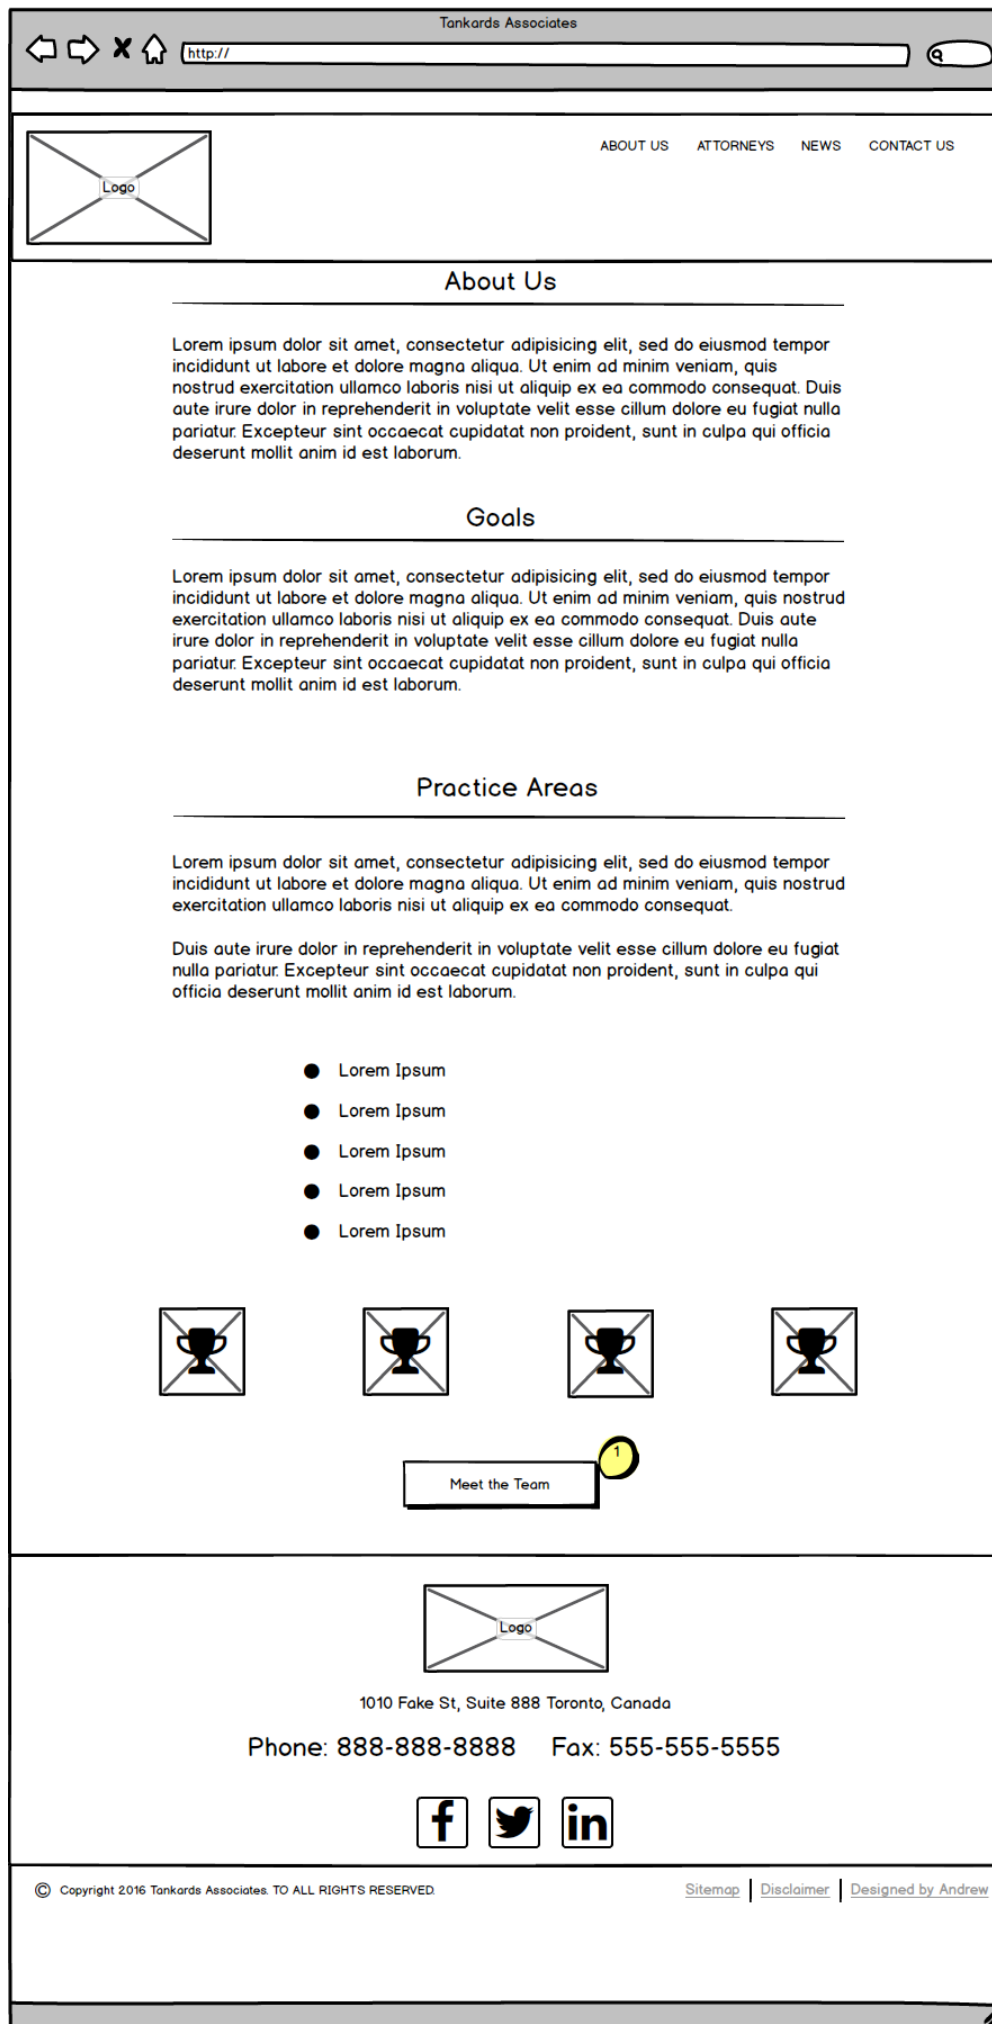 Tankards Associates
http://
Logo
ABOUT US ATTORNEYS NEWS CONTACT US
About Us
Lorem ipsum dolor sit amet, consectetur adipisicing elit, sed do eiusmod tempor
incididunt ut labore et dolore magna aliqua. Ut enim ad minim veniam, quis
nostrud exercitation ullamco laboris nisi ut aliquip ex ea commodo consequat. Duis
aute irure dolor in reprehenderit in voluptate velit esse cillum dolore eu fugiat nulla
pariatur. Excepteur sint occaecat cupidatat non proident, sunt in culpa qui officia
deserunt mollit anim id est laborum.
Goals
Lorem ipsum dolor sit amet, consectetur adipisicing elit, sed do eiusmod tempor
incididunt ut labore et dolore magna aliqua. Ut enim ad minim veniam, quis nostrud
exercitation ullamco laboris nisi ut aliquip ex ea commodo consequat. Duis aute
irure dolor in reprehenderit in voluptate velit esse cillum dolore eu fugiat nulla
pariatur. Excepteur sint occaecat cupidatat non proident, sunt in culpa qui officia
deserunt mollit anim id est laborum.
Practice Areas
Lorem ipsum dolor sit amet, consectetur adipisicing elit, sed do eiusmod tempor
incididunt ut labore et dolore magna aliqua. Ut enim ad minim veniam, quis nostrud
exercitation ullamco laboris nisi ut aliquip ex ea commodo consequat.
Duis aute irure dolor in reprehenderit in voluptate velit esse cillum dolore eu fugiat
nulla pariatur. Excepteur sint occaecat cupidatat non proident, sunt in culpa qui
officia deserunt mollit anim id est laborum.
● Lorem Ipsum
● Lorem Ipsum
● Lorem Ipsum
● Lorem Ipsum
● Lorem Ipsum
1
Meet the Team
Logo
1010 Fake St, Suite 888 Toronto, Canada
Phone: 888-888-8888 Fax: 555-555-5555
f in
© Copyright 2016 Tankards Associates. TO ALL RIGHTS RESERVED. Sitemap | Disclaimer | Designed by Andrew